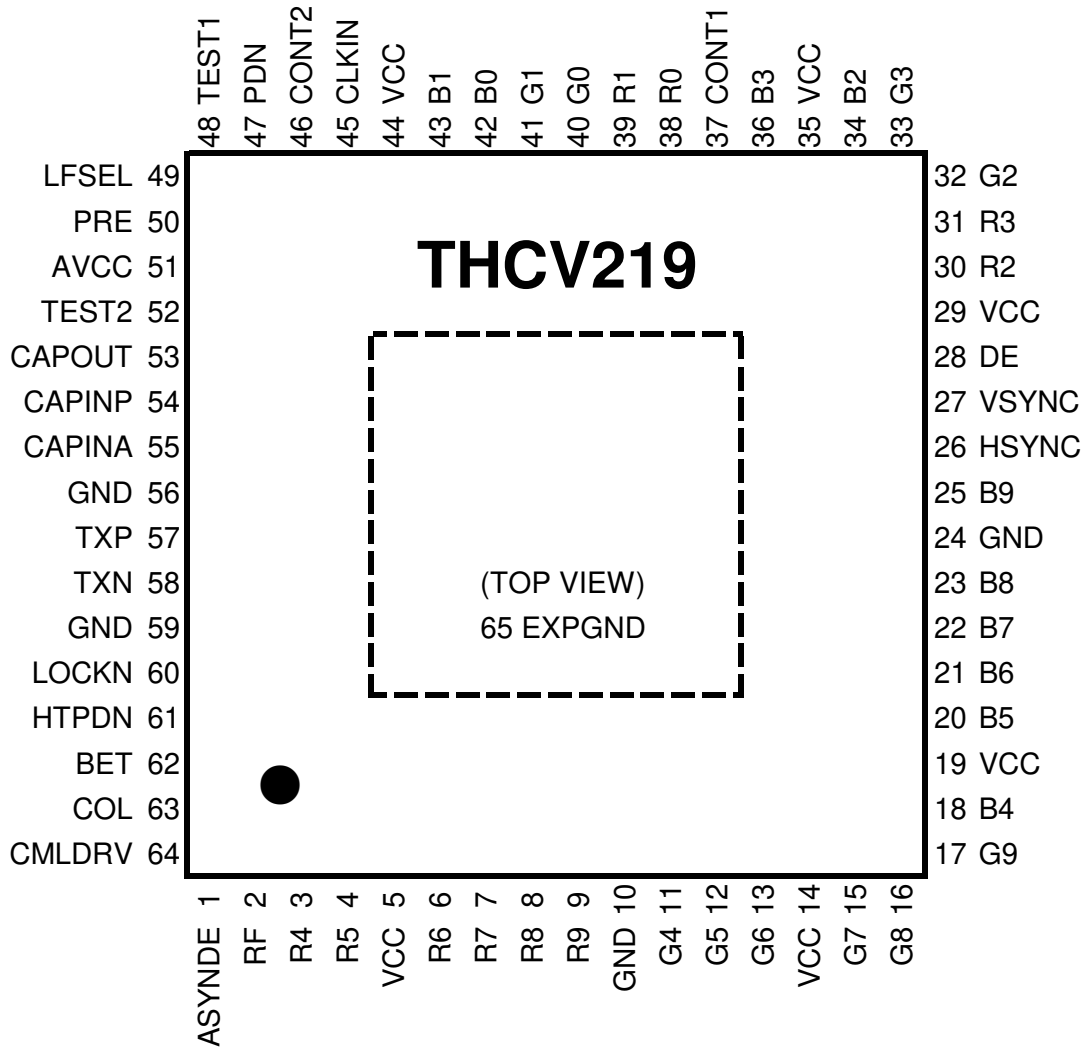 48 TEST1
47 PDN
46 CONT2
45 CLKIN
44 VCC
43 B1
42 B0
41 G1
40 G0
39 R1
38 R0
37 CONT1
36 B3
35 VCC
34 B2
33 G3
LFSEL 49
PRE 50
AVCC 51
TEST2 52
CAPOUT 53
CAPINP 54
CAPINA 55
GND 56
TXP 57
TXN 58
GND 59
LOCKN 60
HTPDN 61
BET 62
COL 63
CMLDRV 64
THCV219
(TOP VIEW)
65 EXPGND
32 G2
31 R3
30 R2
29 VCC
28 DE
27 VSYNC
26 HSYNC
25 B9
24 GND
23 B8
22 B7
21 B6
20 B5
19 VCC
18 B4
17 G9
ASYNDE 1
RF 2
R4 3
R5 4
VCC 5
R6 6
R7 7
R8 8
R9 9
GND 10
G4 11
G5 12
G6 13
VCC 14
G7 15
G8 16